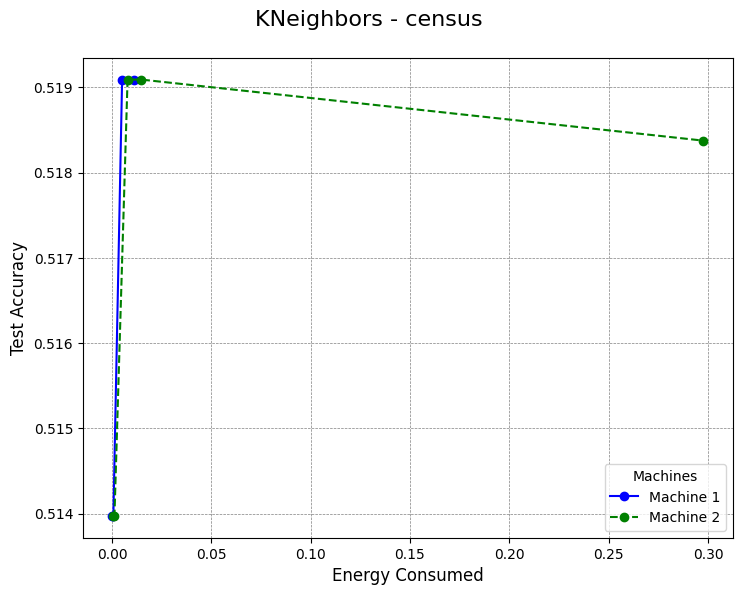 KNeighbors - census
Test Accuracy
0.519
0.518
0.517
0.516
0.515
0.514
0.00 0.05 0.10 0.15 0.20 0.25 0.30
Energy Consumed
Machines
Machine 1
Machine 2